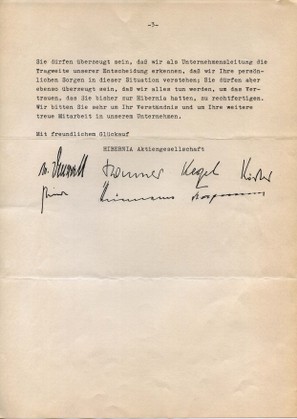 -3-
Sie dürfen überzeugt sein, daß wir als Unternehmensleitung die
Tragweite unserer Entscheidung erkennen, daß wir Ihre persön-
lichen Sorgen in dieser Situation verstehen; Sie dürfen aber
ebenso überzeugt sein, daß wir alles tun werden, um das Ver-
trauen, das Sie bisher zur Hibernia hatten, zu rechtfertigen.
Wir bitten Sie sehr um Ihr Verständnis und um Ihre weitere
treue Mitarbeit in unserem Unternehmen.
Mit freundlichen Glückauf
HIBERNIA Aktiengesellschaft
Kegel